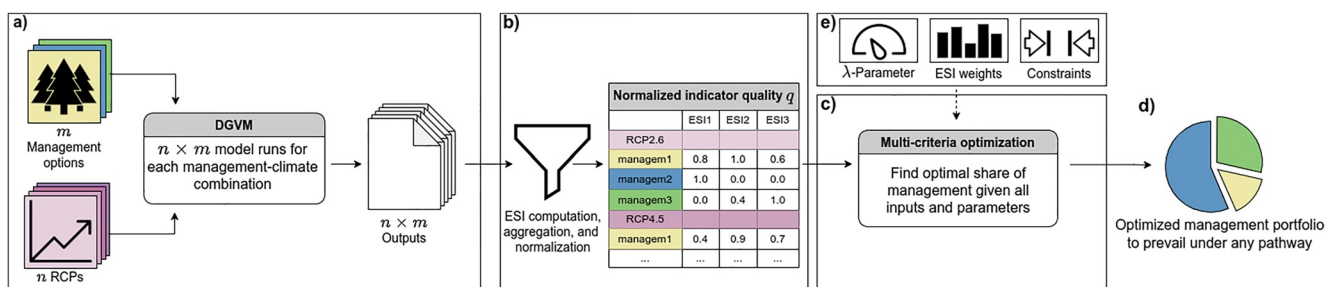 a)
m
Management
options
n RCPs
DGVM
n × m model runs for
each management-climate
combination
n × m
Outputs
b)
ESI computation,
aggregation, and
normalization
Normalized indicator quality q
ESI1 ESI2 ESI3
RCP2.6
managem1 0.8 1.0 0.6
managem2 1.0 0.0 0.0
managem3 0.0 0.4 1.0
RCP4.5
managem1 0.4 0.9 0.7
... ... ... ...
e)
λ-Parameter
ESI weights
Constraints
c)
Multi-criteria optimization
Find optimal share of
management given all
inputs and parameters
d)
Optimized management portfolio
to prevail under any pathway